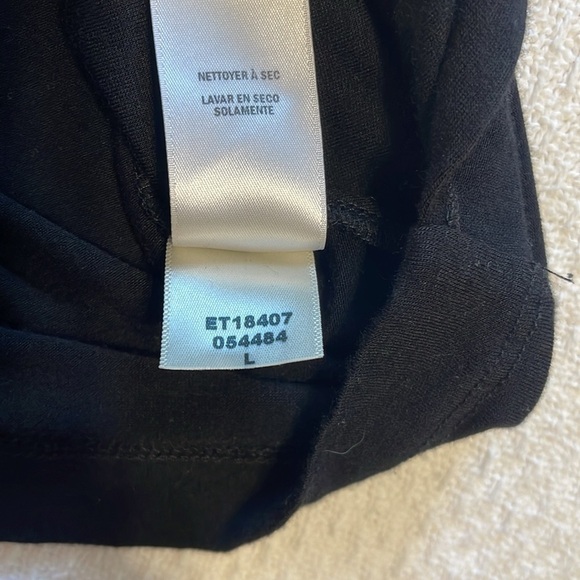 NETTOYER À SEC
LAVAR EN SECO
SOLAMENTE
ET18407
054484
L